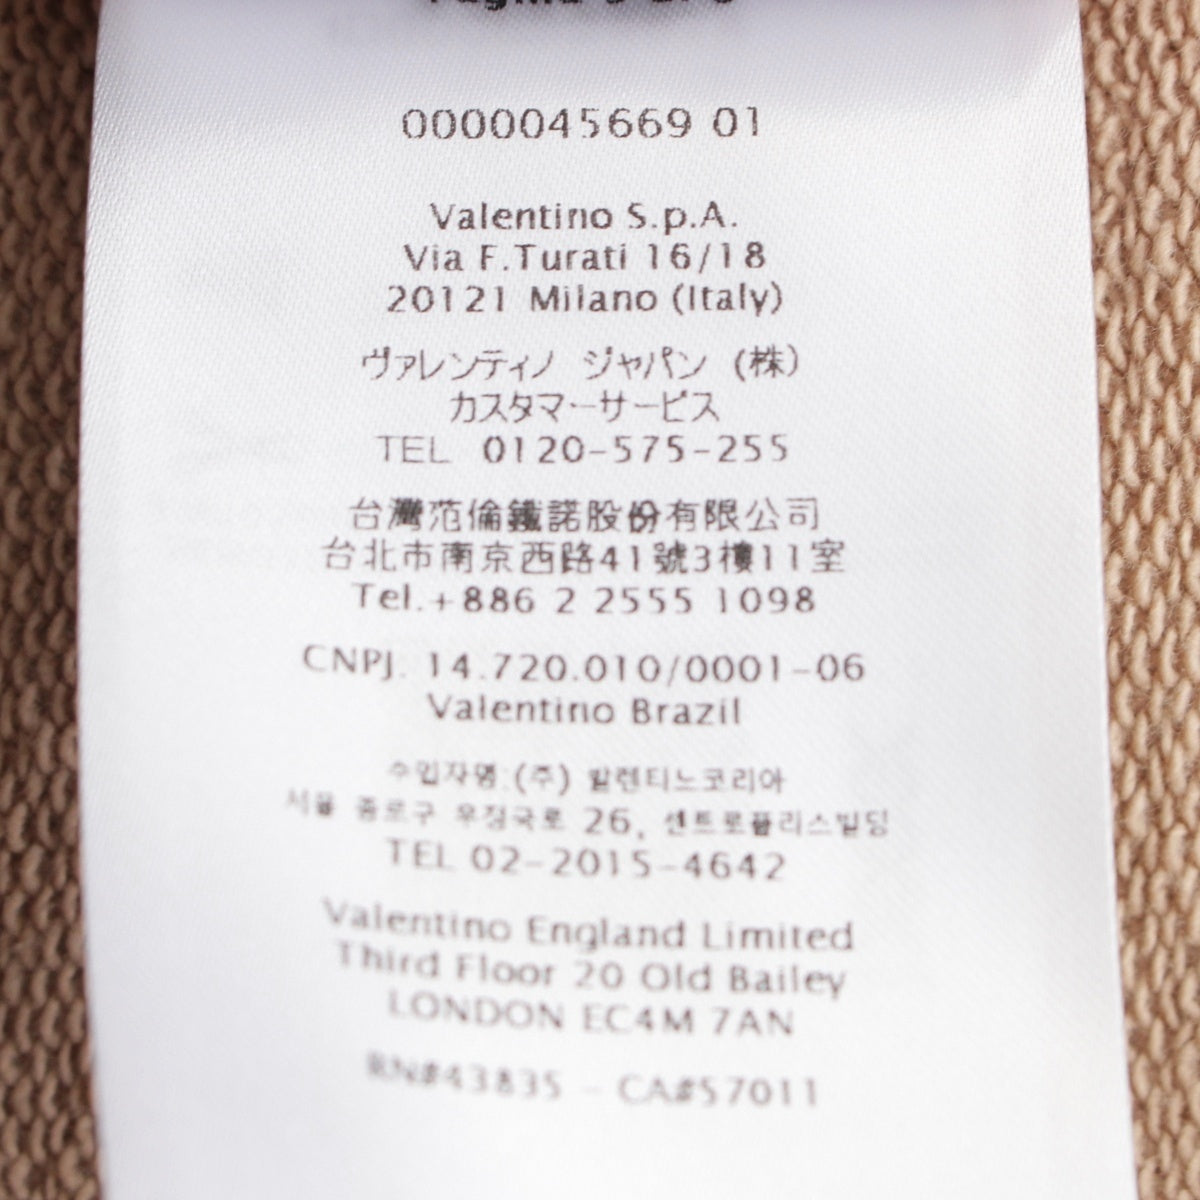 0000045669 01
Valentino S.p.A.
Via F.Turati 16/18
20121 Milano (Italy)
ヴァレンティノ ジャパン (株)
カスタマーサービス
TEL 0120-575-255
台灣范倫鐵諾股份有限公司
台北市南京西路41號3樓11室
Tel.+886 2 2555 1098
CNPJ. 14.720.010/0001-06
Valentino Brazil
수입자명:(주) 발렌티노코리아
서울 종로구 우정국로 26, 센트로폴리스빌딩
TEL 02-2015-4642
Valentino England Limited
Third Floor 20 Old Bailey
LONDON EC4M 7AN
RN#43835 - CA#57011